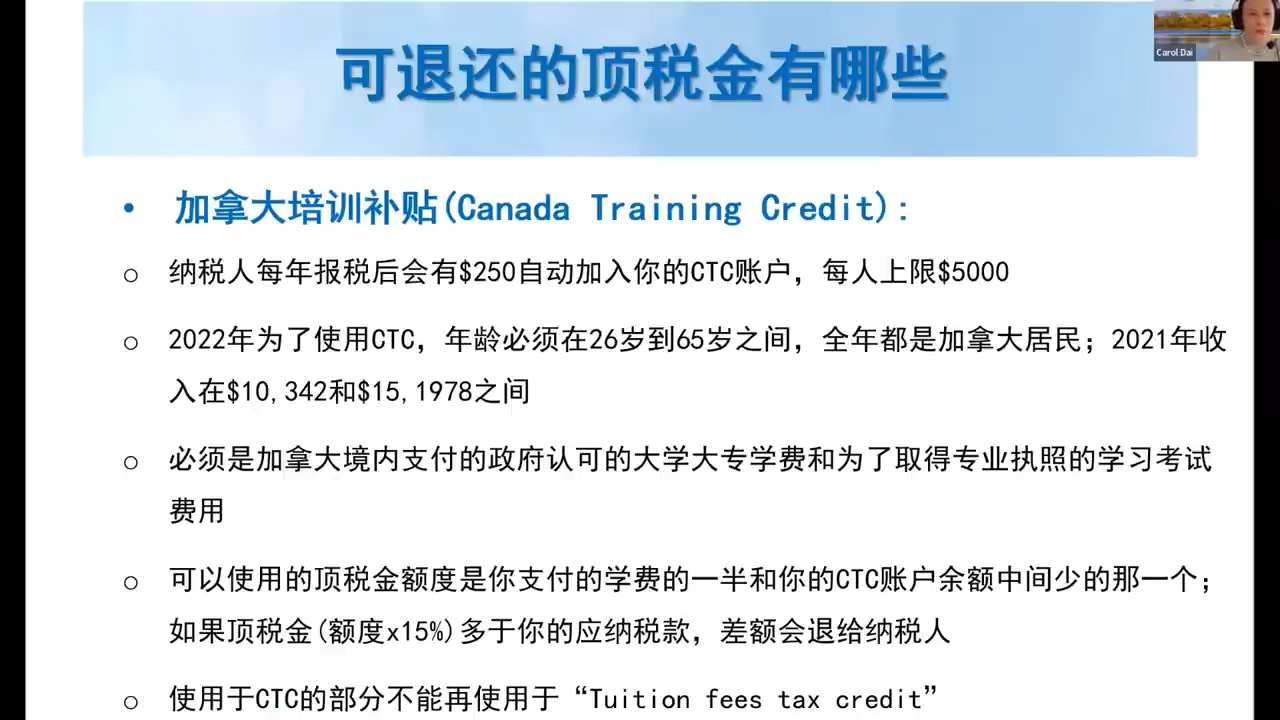 可退还的顶税金有哪些
Carol Dai
• 加拿大培训补贴(Canada Training Credit):
○ 纳税人每年报税后会有$250自动加入你的CTC账户，每人上限$5000
○ 2022年为了使用CTC，年龄必须在26岁到65岁之间，全年都是加拿大居民；2021年收
入在$10,342和$15,1978之间
○ 必须是加拿大境内支付的政府认可的大学大专学费和为了取得专业执照的学习考试
费用
○ 可以使用的顶税金额度是你支付的学费的一半和你的CTC账户余额中间少的那一个；
如果顶税金(额度x15%)多于你的应纳税款，差额会退给纳税人
○ 使用于CTC的部分不能再使用于“Tuition fees tax credit”